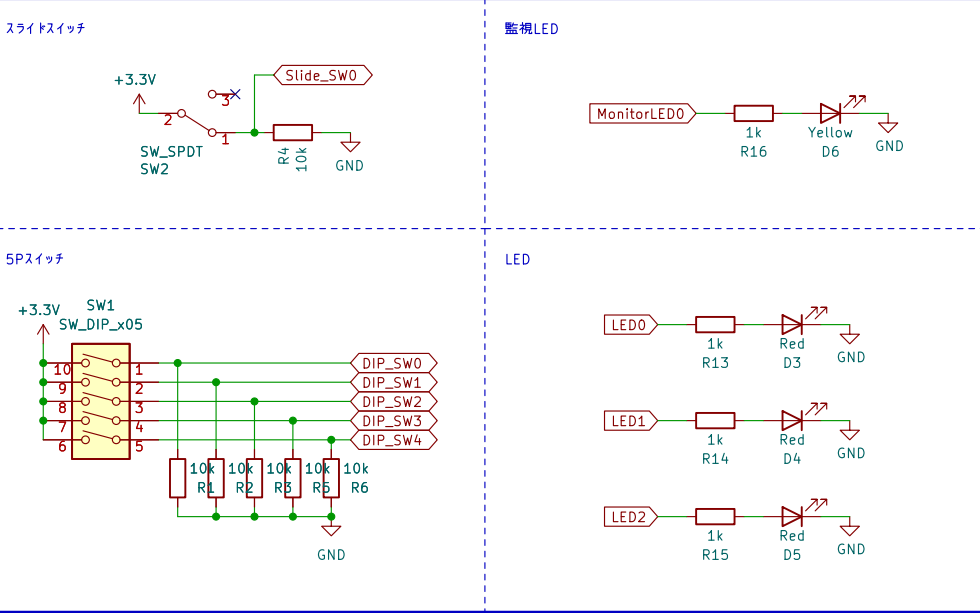 スライドスイッチ
+3.3V
3
2
1
Slide_SW0
SW_SPDT
SW2
R4
10k
GND
監視LED
MonitorLED0
1k
R16
Yellow
D6
GND
5Pスイッチ
+3.3V
SW1
SW_DIP_x05
10
1
DIP_SW0
9
2
DIP_SW1
8
3
DIP_SW2
7
4
DIP_SW3
6
5
DIP_SW4
10k
R1
10k
R2
10k
R3
10k
R5
10k
R6
GND
LED
LED0
1k
R13
Red
D3
GND
LED1
1k
R14
Red
D4
GND
LED2
1k
R15
Red
D5
GND